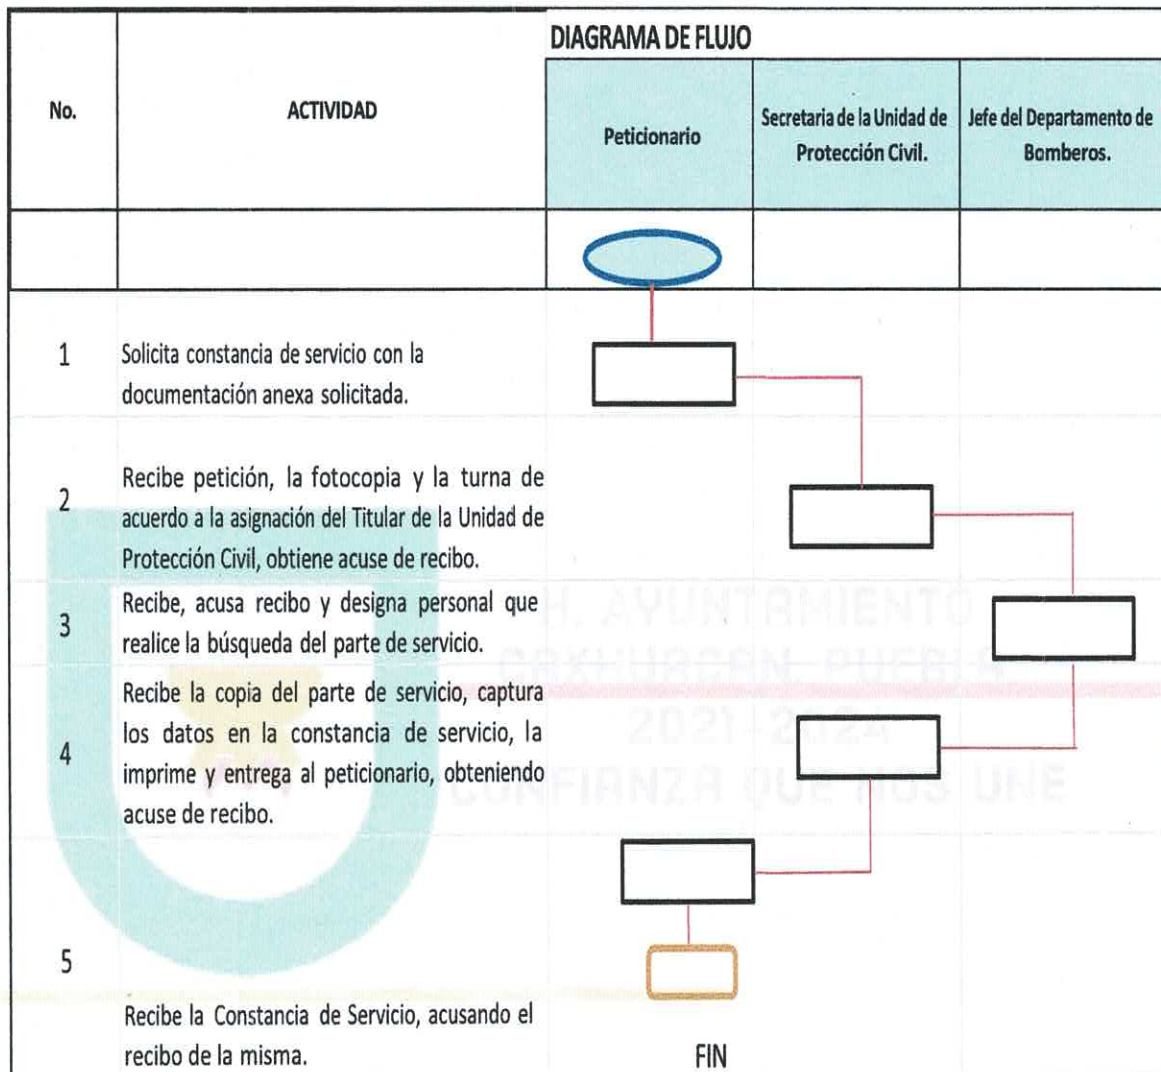 DIAGRAMA DE FLUJO
No.
ACTIVIDAD
Peticionario
Secretaria de la Unidad de
Protección Civil.
Jefe del Departamento de
Bomberos.
1
Solicita constancia de servicio con la
documentación anexa solicitada.
2
Recibe petición, la fotocopia y la turna de
acuerdo a la asignación del Titular de la Unidad de
Protección Civil, obtiene acuse de recibo.
3
Recibe, acusa recibo y designa personal que
realice la búsqueda del parte de servicio.
4
Recibe la copia del parte de servicio, captura
los datos en la constancia de servicio, la
imprime y entrega al peticionario, obteniendo
acuse de recibo.
5
Recibe la Constancia de Servicio, acusando el
recibo de la misma.
FIN
H. AYUNTAMIENTO
CAXHUACAN, PUEBLA
2021-2024
CONFIANZA QUE NOS UNE